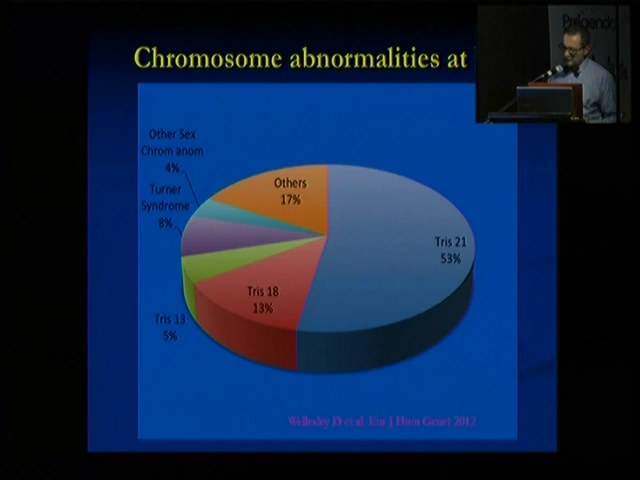 Chromosome abnormalities at
Other Sex
Chrom anom
4%
Turner
Syndrome
8%
Others
17%
Tris 21
53%
Tris 18
13%
Tris 13
5%
Wellesley D et al. Eur J Hum Genet 2012